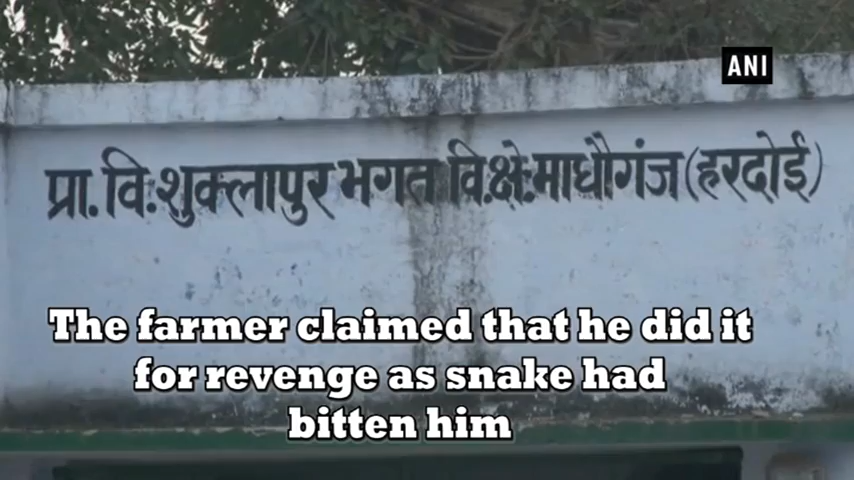 ANI
प्रा. वि. शुक्लापुर भगत वि.क्षे. माधौगंज (हरदोई)
The farmer claimed that he did it
for revenge as snake had
bitten him